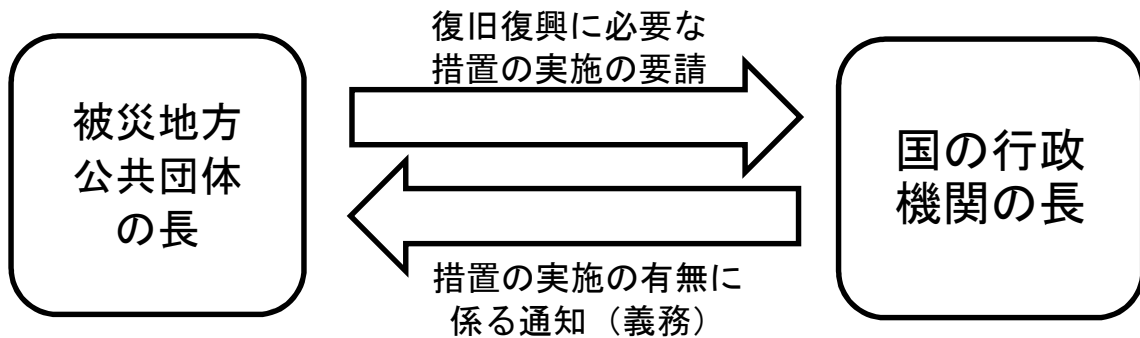 復旧復興に必要な
措置の実施の要請
被災地方
公共団体
の長
国の行政
機関の長
措置の実施の有無に
係る通知（義務）